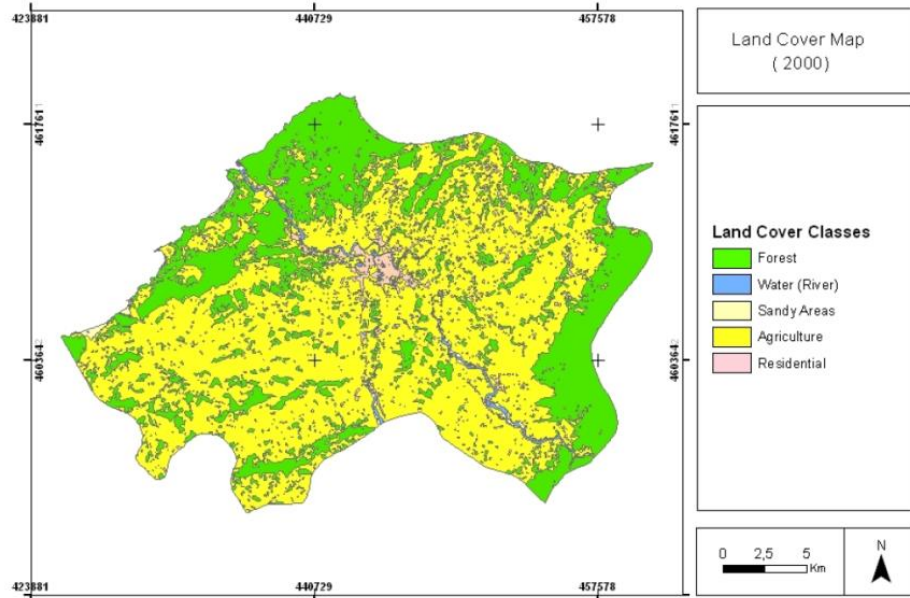 423881 440729 457578
Land Cover Map
( 2000)
461761 461761
Land Cover Classes
Forest
Water (River)
Sandy Areas
Agriculture
Residential
460364 460364
0 2,5 5
Km
N
423881 440729 457578